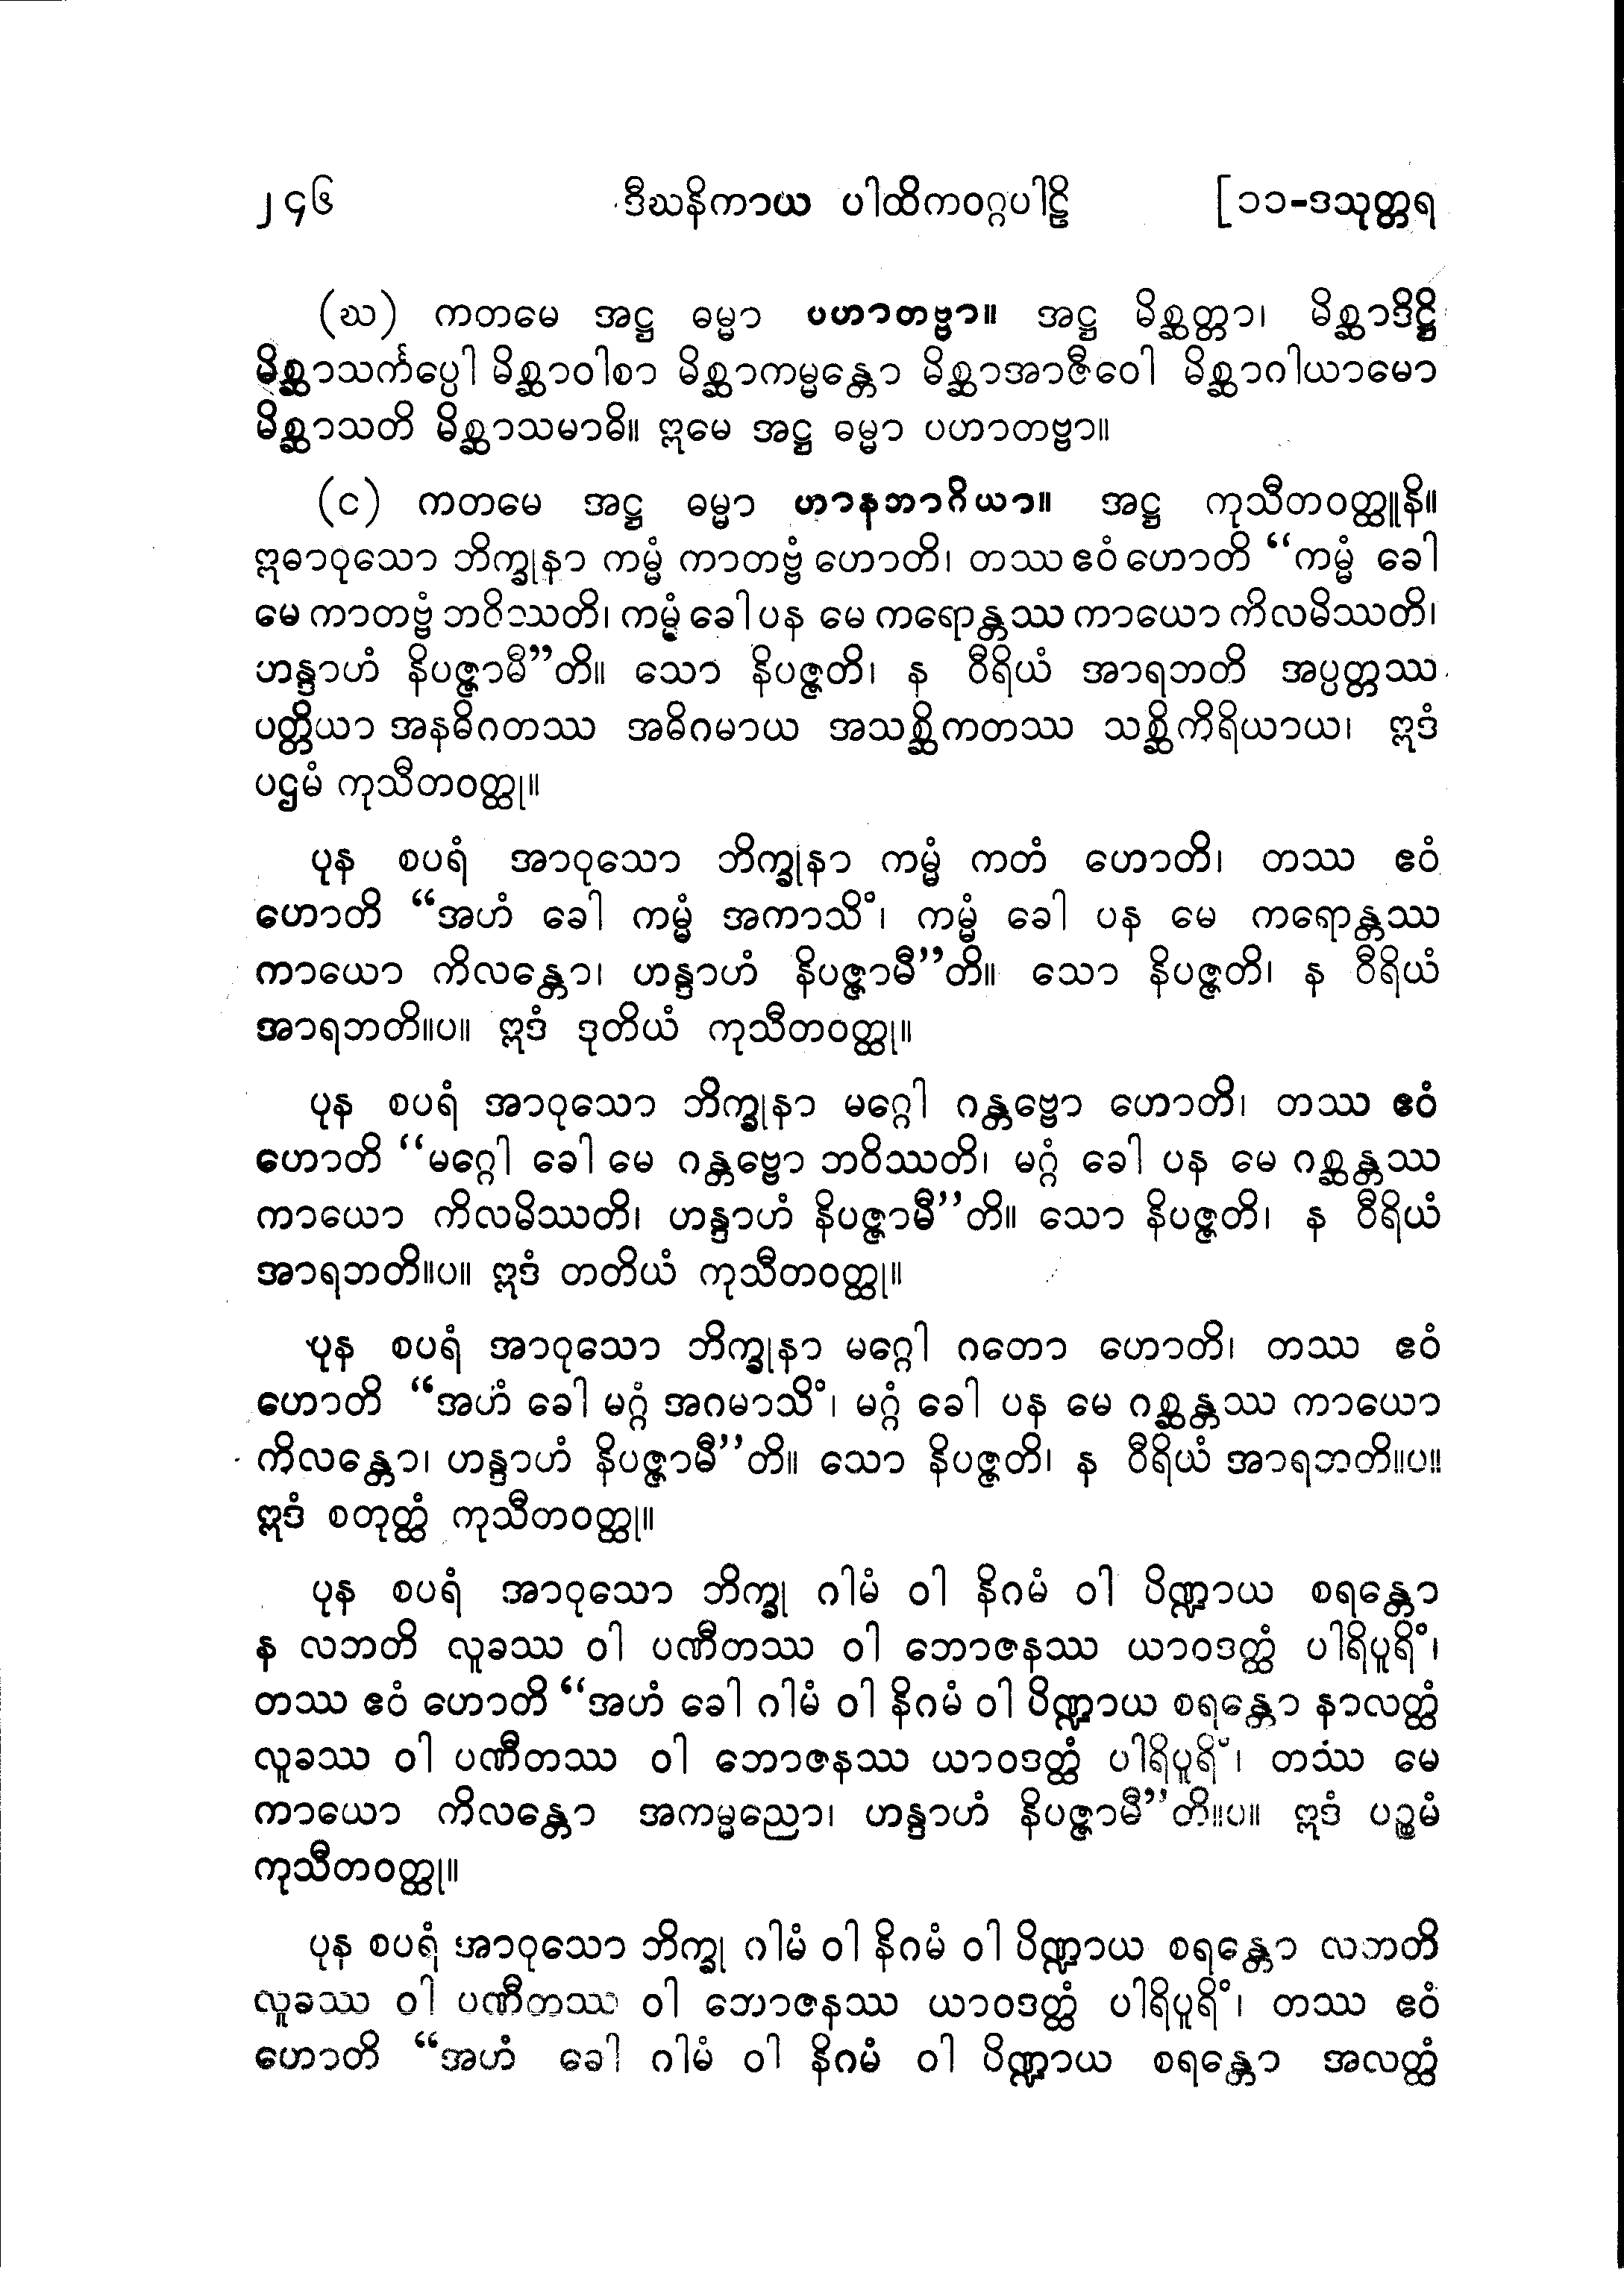 ၂၄၆ ဒီဃနိကာယ ပါထိကဝဂ္ဂပါဠိ [၁၁-ဒသုတ္တရ
(ဃ) ကတမေ အဋ္ဌ ဓမ္မာ ပဟာတဗ္ဗာ။ အဋ္ဌ မိစ္ဆတ္တာ၊ မိစ္ဆာဒိဋ္ဌိ
မိစ္ဆာသင်္ကပ္ပေါ မိစ္ဆာဝါစာ မိစ္ဆာကမ္မန္တော မိစ္ဆာအာဇီဝေါ မိစ္ဆာဂါယာမော
မိစ္ဆာသတိ မိစ္ဆာသမာဓိ။ ဣမေ အဋ္ဌ ဓမ္မာ ပဟာတဗ္ဗာ။
(င) ကတမေ အဋ္ဌ ဓမ္မာ ဟာနဘာဂိယာ။ အဋ္ဌ ကုသီတဝတ္ထူနိ။
ဣဓာဝုသော ဘိက္ခုနာ ကမ္မံ ကာတဗ္ဗံ ဟောတိ၊ တဿ ဧဝံ ဟောတိ “ကမ္မံ ခေါ
မေ ကာတဗ္ဗံ ဘဝိဿတိ၊ ကမ္မံ ခေါ ပန မေ ကရောန္တဿ ကာယော ကိလမိဿတိ၊
ဟန္ဒာဟံ နိပဇ္ဇာမီ”တိ။ သော နိပဇ္ဇတိ၊ န ဝီရိယံ အာရဘတိ အပ္ပတ္တဿ
ပတ္တိယာ အနဓိဂတဿ အဓိဂမာယ အသစ္ဆိကတဿ သစ္ဆိကိရိယာယ၊ ဣဒံ
ပဌမံ ကုသီတဝတ္ထု။
ပုန စပရံ အာဝုသော ဘိက္ခုနာ ကမ္မံ ကတံ ဟောတိ၊ တဿ ဧဝံ
ဟောတိ “အဟံ ခေါ ကမ္မံ အကာသိံ၊ ကမ္မံ ခေါ ပန မေ ကရောန္တဿ
ကာယော ကိလန္တော၊ ဟန္ဒာဟံ နိပဇ္ဇာမီ”တိ။ သော နိပဇ္ဇတိ၊ န ဝီရိယံ
အာရဘတိ။ပ။ ဣဒံ ဒုတိယံ ကုသီတဝတ္ထု။
ပုန စပရံ အာဝုသော ဘိက္ခုနာ မဂ္ဂေါ ဂန္တဗ္ဗော ဟောတိ၊ တဿ ဧဝံ
ဟောတိ “မဂ္ဂေါ ခေါ မေ ဂန္တဗ္ဗော ဘဝိဿတိ၊ မဂ္ဂံ ခေါ ပန မေ ဂစ္ဆန္တဿ
ကာယော ကိလမိဿတိ၊ ဟန္ဒာဟံ နိပဇ္ဇာမီ”တိ။ သော နိပဇ္ဇတိ၊ န ဝီရိယံ
အာရဘတိ။ပ။ ဣဒံ တတိယံ ကုသီတဝတ္ထု။
ပုန စပရံ အာဝုသော ဘိက္ခုနာ မဂ္ဂေါ ဂတော ဟောတိ၊ တဿ ဧဝံ
ဟောတိ “အဟံ ခေါ မဂ္ဂံ အဂမာသိံ၊ မဂ္ဂံ ခေါ ပန မေ ဂစ္ဆန္တဿ ကာယော
ကိလန္တော၊ ဟန္ဒာဟံ နိပဇ္ဇာမီ”တိ။ သော နိပဇ္ဇတိ၊ န ဝီရိယံ အာရဘတိ။ပ။
ဣဒံ စတုတ္ထံ ကုသီတဝတ္ထု။
ပုန စပရံ အာဝုသော ဘိက္ခု ဂါမံ ဝါ နိဂမံ ဝါ ပိဏ္ဍာယ စရန္တော
န လဘတိ လူခဿ ဝါ ပဏီတဿ ဝါ ဘောဇနဿ ယာဝဒတ္ထံ ပါရိပူရိံ၊
တဿ ဧဝံ ဟောတိ “အဟံ ခေါ ဂါမံ ဝါ နိဂမံ ဝါ ပိဏ္ဍာယ စရန္တော နာလတ္ထံ
လူခဿ ဝါ ပဏီတဿ ဝါ ဘောဇနဿ ယာဝဒတ္ထံ ပါရိပူရိံ၊ တဿ မေ
ကာယော ကိလန္တော အကမ္မညော၊ ဟန္ဒာဟံ နိပဇ္ဇာမီ”တိ။ပ။ ဣဒံ ပဉ္စမံ
ကုသီတဝတ္ထု။
ပုန စပရံ အာဝုသော ဘိက္ခု ဂါမံ ဝါ နိဂမံ ဝါ ပိဏ္ဍာယ စရန္တော လဘတိ
လူခဿ ဝါ ပဏီတဿ ဝါ ဘောဇနဿ ယာဝဒတ္ထံ ပါရိပူရိံ၊ တဿ ဧဝံ
ဟောတိ “အဟံ ခေါ ဂါမံ ဝါ နိဂမံ ဝါ ပိဏ္ဍာယ စရန္တော အလတ္ထံ